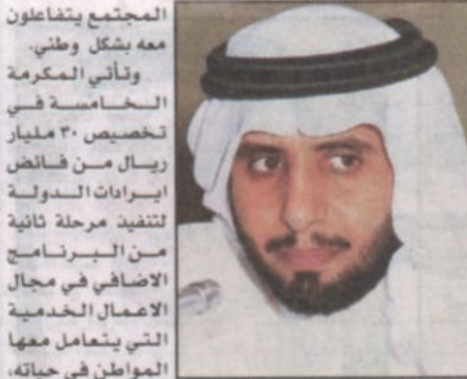 المجتمع يتفاعلون
معه بشكل وطني.
وتأتي المكرمة
الخامسة في
تخصيص ٣٠ مليار
ريال من فائض
ايرادات الدولة
لتنفيذ مرحلة ثانية
من البرنامج
الاضافي في مجال
الاعمال الخدمية
التي يتعامل معها
المواطن في حياته،